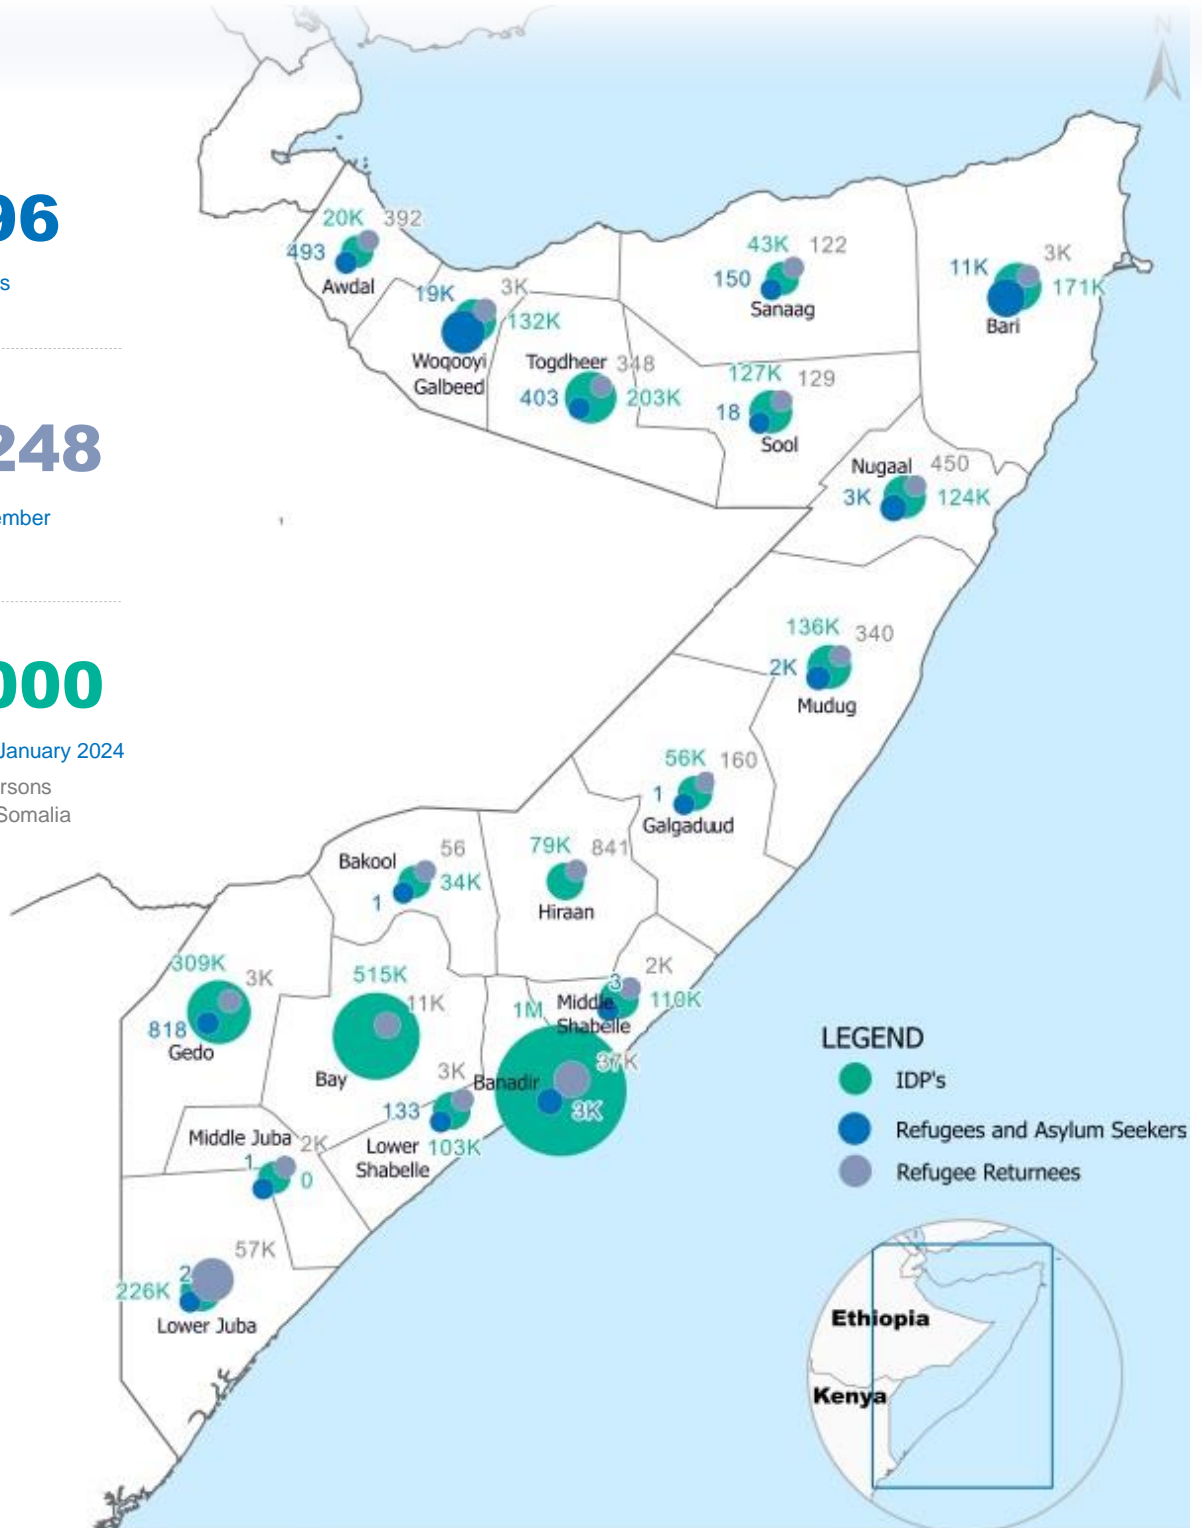 N
96
s
248
ember
000
January 2024
rsons
Somalia
20K 392
493
Awdal
19K 3K
132K
Woqooyi
Galbeed
Togdheer 348
403 203K
43K 122
150
Sanaag
127K 129
18
Sool
3K
11K 171K
Bari
Nugaal 450
3K 124K
136K 340
2K
Mudug
56K 160
1
Galgaduud
79K 841
Hiraan
Bakool 56
34K
1
309K 3K
818
Gedo
515K
11K
Bay
2K
3
Middle 110K
Shabelle
1M
37K
Banadir
3K
3K
133
Lower 103K
Shabelle
Middle Juba 2K
1
0
57K
2
226K
Lower Juba
LEGEND
IDP's
Refugees and Asylum Seekers
Refugee Returnees
Ethiopia
Kenya